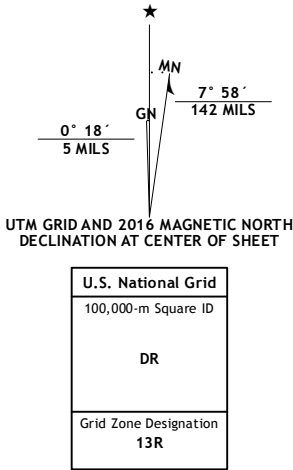 ★
MN
GN
7° 58´
142 MILS
0° 18´
5 MILS
UTM GRID AND 2016 MAGNETIC NORTH
DECLINATION AT CENTER OF SHEET
U.S. National Grid
100,000-m Square ID
DR
Grid Zone Designation
13R